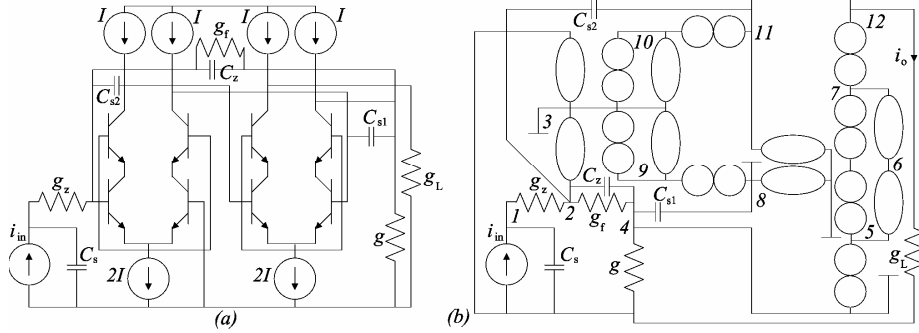 I I I I
g_f
C_z
C_s2
C_s1
g_L
g_z
g
i_in
C_s
2I 2I
(a)
C_s2
12
11
10
i_o
7
3
6
9
C_z
g_z
8
C_s1
1 2 g_f
4
5
i_in
g_L
g
C_s
(b)